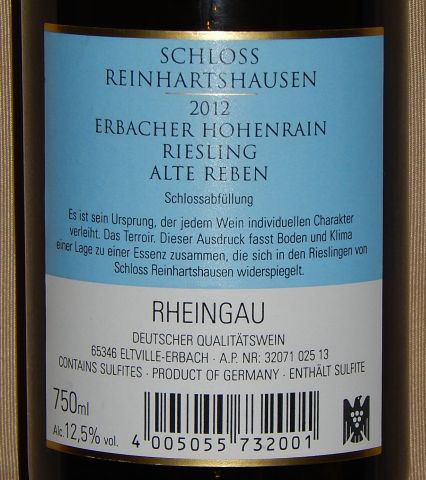 SCHLOSS
REINHARTSHAUSEN
2012
ERBACHER HOHENRAIN
RIESLING
ALTE REBEN
Schlossabfüllung
Es ist sein Ursprung, der jedem Wein individuellen Charakter
verleiht. Das Terroir. Dieser Ausdruck fasst Boden und Klima
einer Lage zu einer Essenz zusammen, die sich in den Rieslingen von
Schloss Reinhartshausen widerspiegelt.
RHEINGAU
DEUTSCHER QUALITÄTSWEIN
65346 ELTVILLE-ERBACH · A.P. NR: 32071 025 13
CONTAINS SULFITES · PRODUCT OF GERMANY · ENTHÄLT SULFITE
750ml
Alc. 12,5% vol.
4 005055 732001